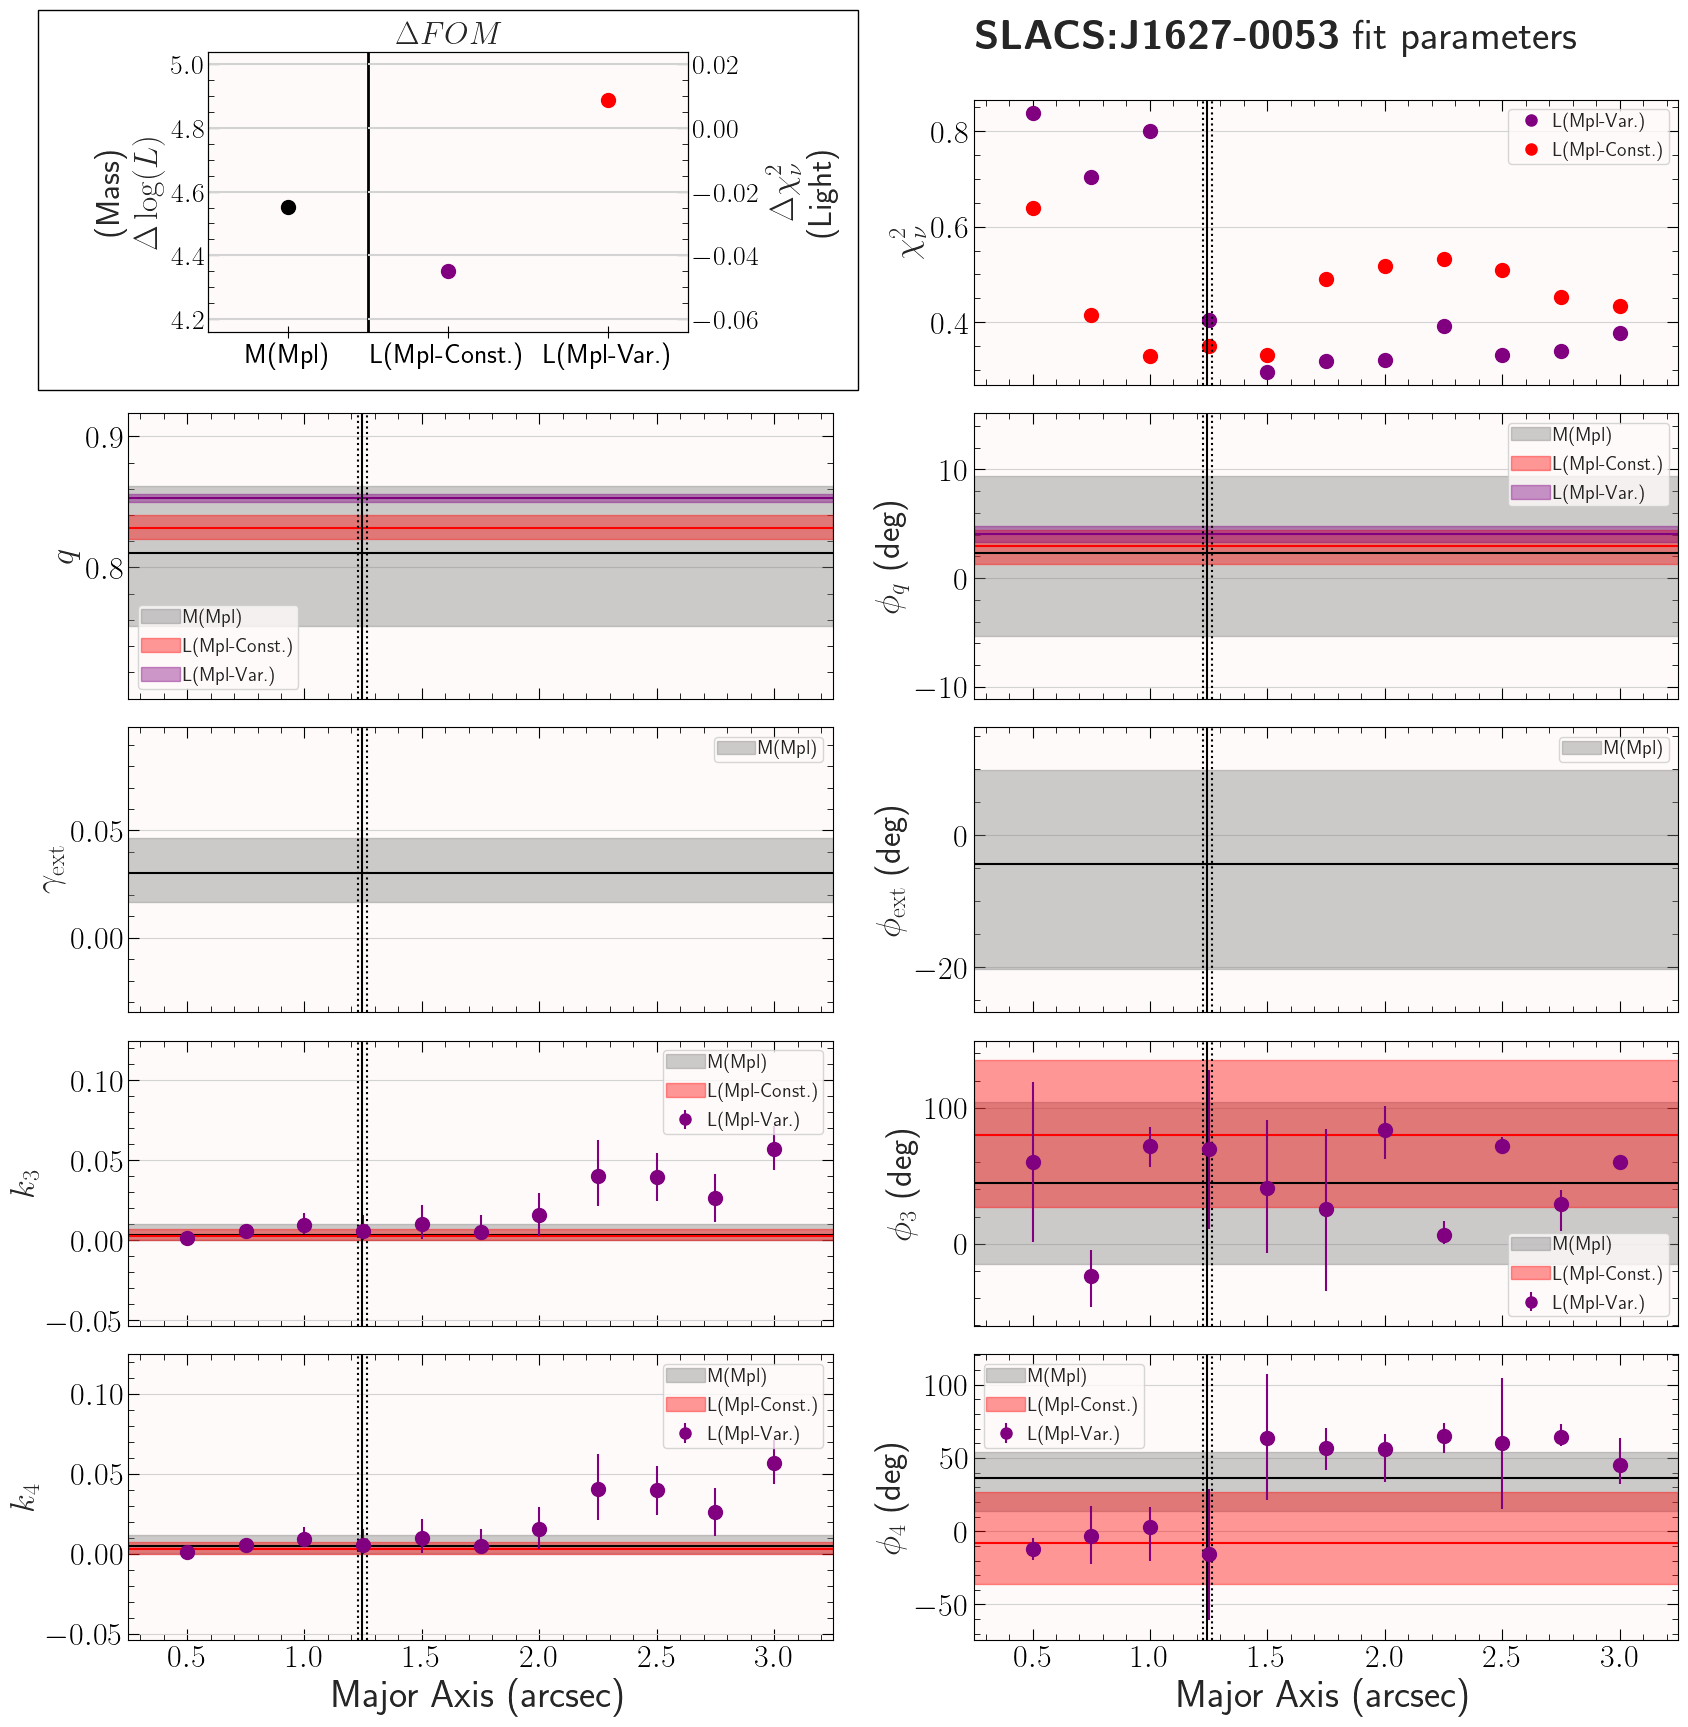 ΔFOM
SLACS:J1627-0053 fit parameters
5.0
4.8
4.6
4.4
4.2
(Mass)
Δ log(L)
0.02
0.00
−0.02
−0.04
−0.06
Δχ²ν
(Light)
M(Mpl)
L(Mpl-Const.)
L(Mpl-Var.)
χ²ν
0.8
0.6
0.4
L(Mpl-Var.)
L(Mpl-Const.)
q
0.9
0.8
M(Mpl)
L(Mpl-Const.)
L(Mpl-Var.)
ϕq (deg)
10
0
−10
M(Mpl)
L(Mpl-Const.)
L(Mpl-Var.)
γext
0.05
0.00
M(Mpl)
ϕext (deg)
0
−20
M(Mpl)
k3
0.10
0.05
0.00
−0.05
M(Mpl)
L(Mpl-Const.)
L(Mpl-Var.)
ϕ3 (deg)
100
0
M(Mpl)
L(Mpl-Const.)
L(Mpl-Var.)
k4
0.10
0.05
0.00
−0.05
M(Mpl)
L(Mpl-Const.)
L(Mpl-Var.)
0.5 1.0 1.5 2.0 2.5 3.0
Major Axis (arcsec)
ϕ4 (deg)
100
50
0
−50
M(Mpl)
L(Mpl-Const.)
L(Mpl-Var.)
0.5 1.0 1.5 2.0 2.5 3.0
Major Axis (arcsec)